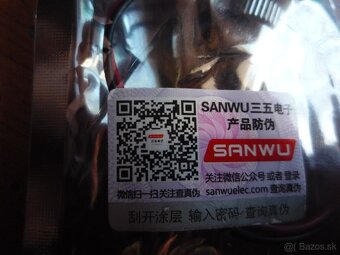 SANWU三五电子
产品防伪
SANWU
关注微信公众号 或者 登录
微信扫一扫 关注查真伪 sanwuelec.com 查询真伪
刮开涂层 输入密码 查询真伪
© Bazos.sk